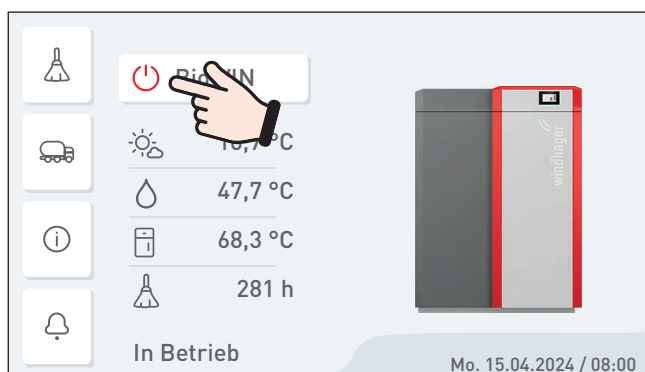 °C
47,7 °C
68,3 °C
281 h
In Betrieb
windhager
Mo. 15.04.2024 / 08:00